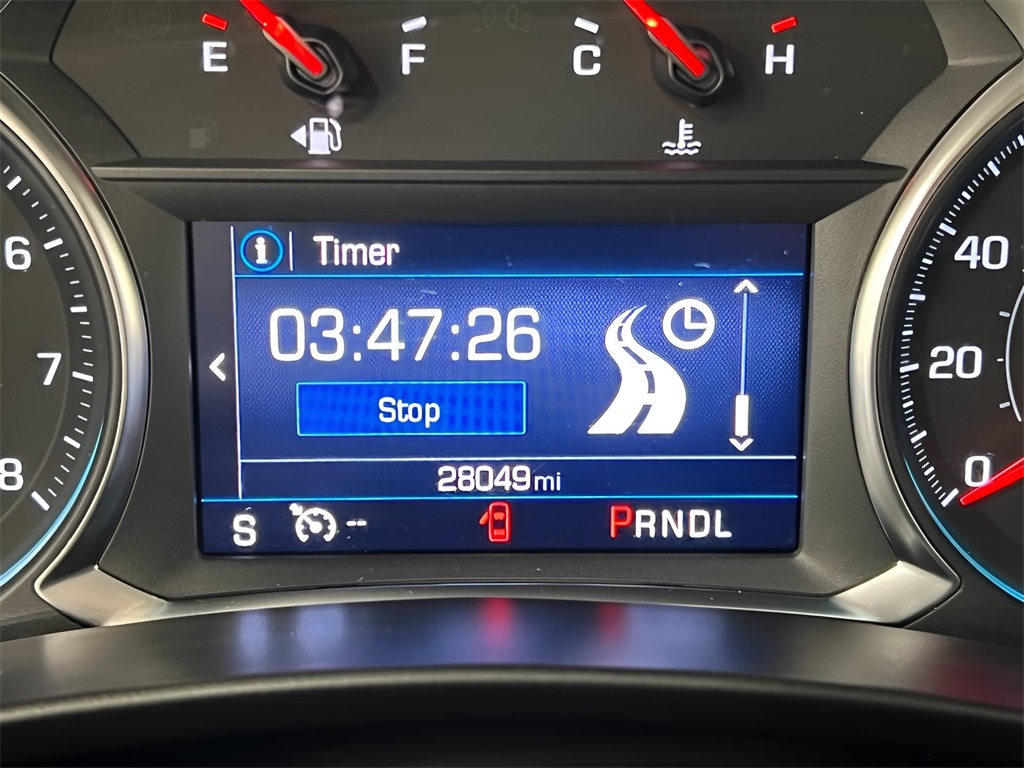 E F C H
i Timer
03:47:26
Stop
28049 mi
S -- PRNDL
6
7
8
40
20
0